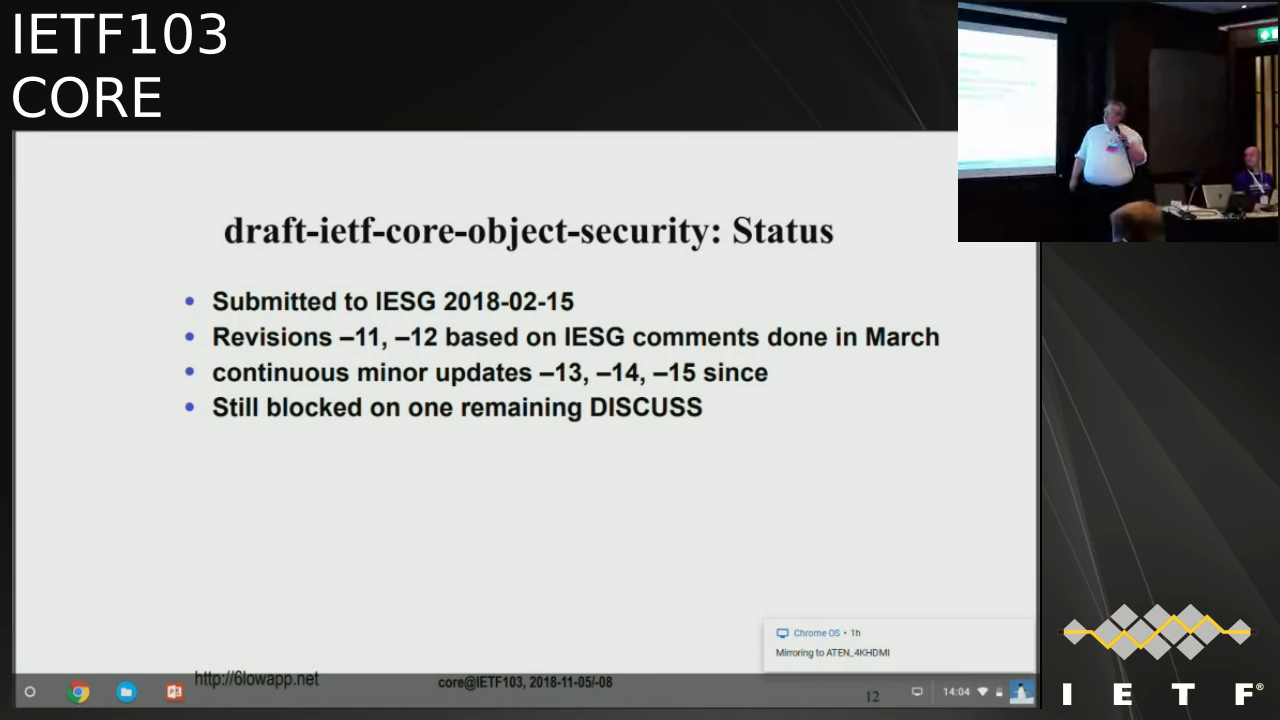 IETF103
CORE
draft-ietf-core-object-security: Status
• Submitted to IESG 2018-02-15
• Revisions –11, –12 based on IESG comments done in March
• continuous minor updates –13, –14, –15 since
• Still blocked on one remaining DISCUSS
Chrome OS • 1h
Mirroring to ATEN_4KHDMI
http://6lowapp.net
core@IETF103, 2018-11-05/-08
12
14:04
I E T F®